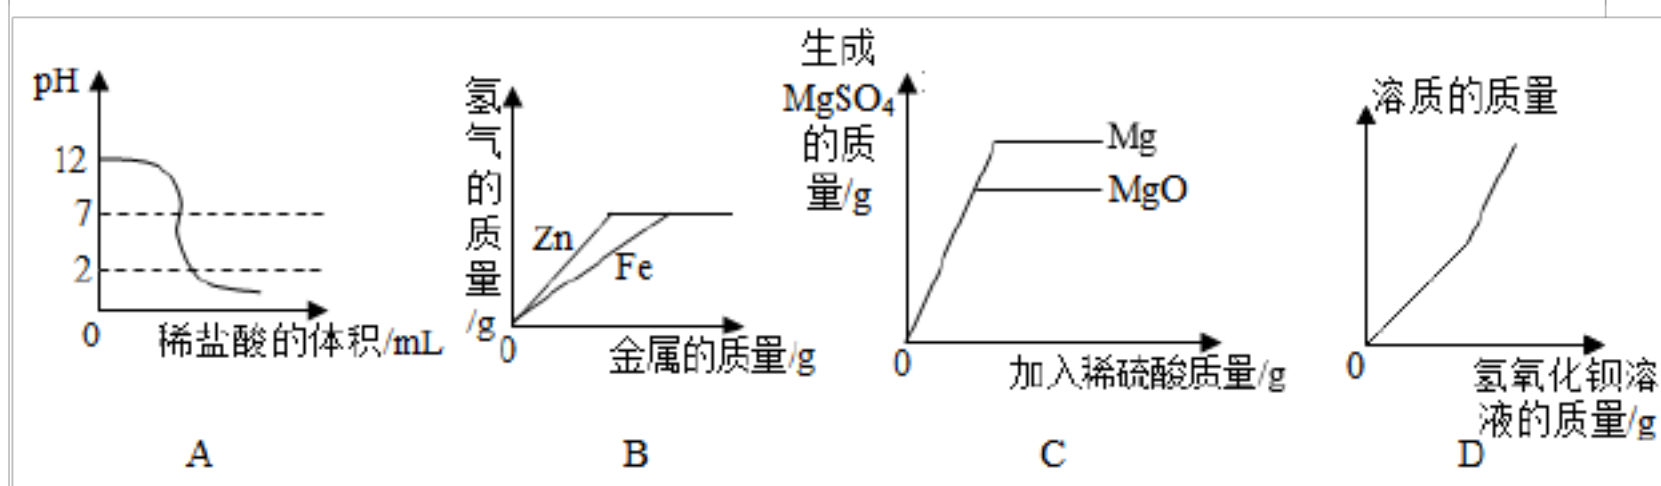 pH
12
7
2
0
稀盐酸的体积/mL
A
氢
气
的
质
量
/g
Zn
Fe
0
金属的质量/g
B
生成
MgSO₄
的质
量/g
Mg
MgO
0
加入稀硫酸质量/g
C
溶质的质量
0
氢氧化钡溶
液的质量/g
D